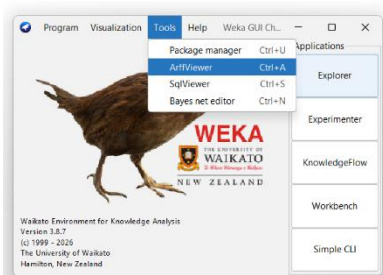 Program Visualization Tools Help Weka GUI Ch...
Package manager Ctrl+U
ArffViewer Ctrl+A
SqlViewer Ctrl+S
Bayes net editor Ctrl+N
Applications
Explorer
Experimenter
KnowledgeFlow
Workbench
Simple CLI
WEKA
THE UNIVERSITY OF
WAIKATO
NEW ZEALAND
Waikato Environment for Knowledge Analysis
Version 3.8.7
(c) 1999 - 2026
The University of Waikato
Hamilton, New Zealand